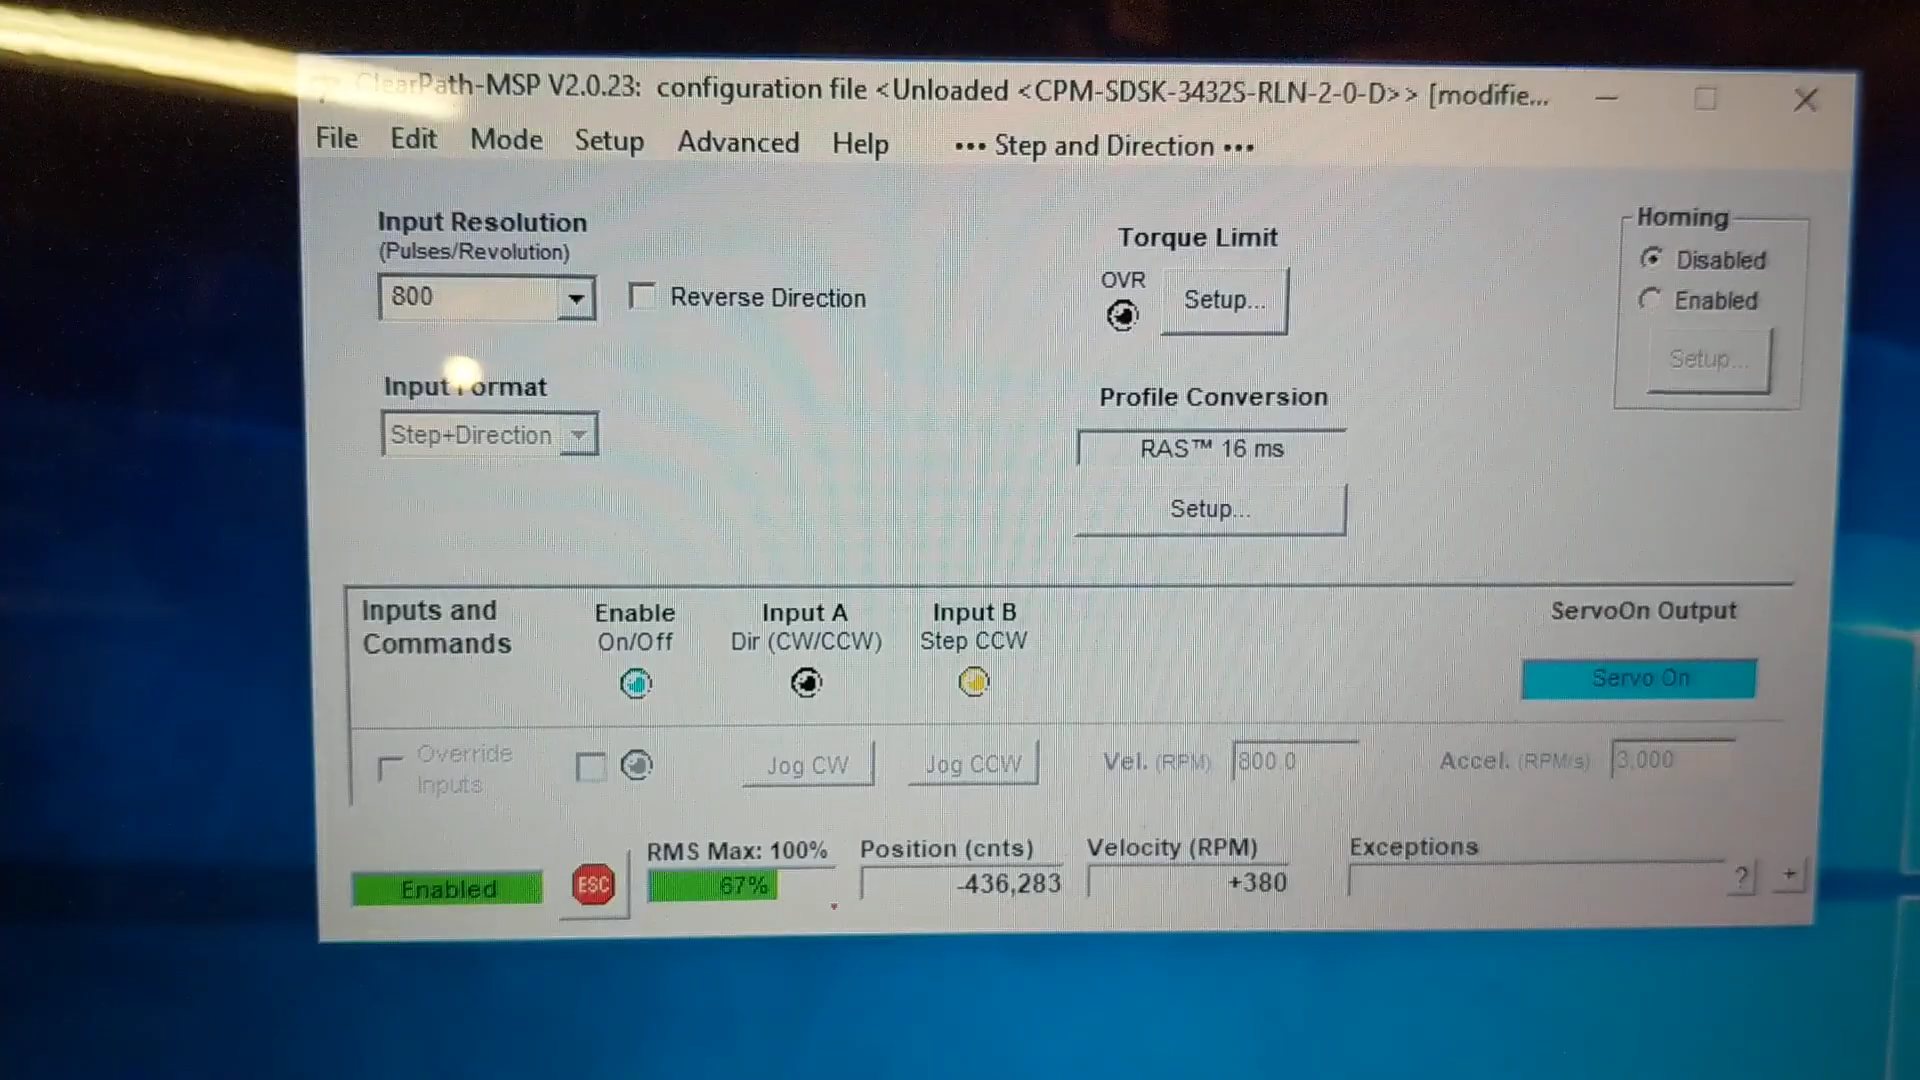 ClearPath-MSP V2.0.23: configuration file <Unloaded <CPM-SDSK-3432S-RLN-2-0-D>> [modifie...
File Edit Mode Setup Advanced Help ••• Step and Direction •••
Input Resolution
(Pulses/Revolution)
800
Reverse Direction
Input Format
Step+Direction
Torque Limit
OVR
Setup...
Profile Conversion
RAS™ 16 ms
Setup...
Homing
Disabled
Enabled
Setup...
Inputs and
Commands
Enable
On/Off
Input A
Dir (CW/CCW)
Input B
Step CCW
ServoOn Output
Servo On
Override
Inputs
Jog CW
Jog CCW
Vel. (RPM) 800.0
Accel. (RPM/s) 3,000
Enabled
ESC
RMS Max: 100%
67%
Position (cnts)
-436,283
Velocity (RPM)
+380
Exceptions
? +